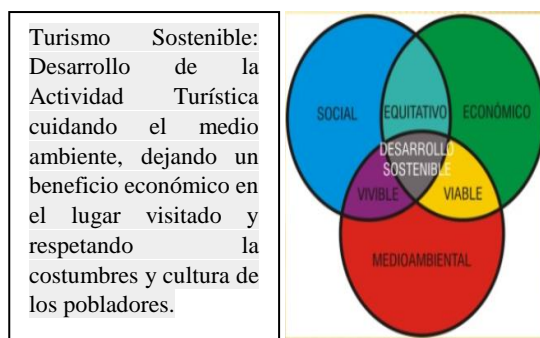 Turismo Sostenible:
Desarrollo de la
Actividad Turística
cuidando el medio
ambiente, dejando un
beneficio económico en
el lugar visitado y
respetando la
costumbres y cultura de
los pobladores.
SOCIAL
EQUITATIVO
ECONÓMICO
DESARROLLO
SOSTENIBLE
VIVIBLE
VIABLE
MEDIOAMBIENTAL